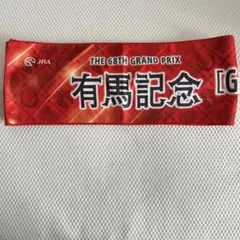 JRA
THE 68TH GRAND PRIX
有馬記念 [G